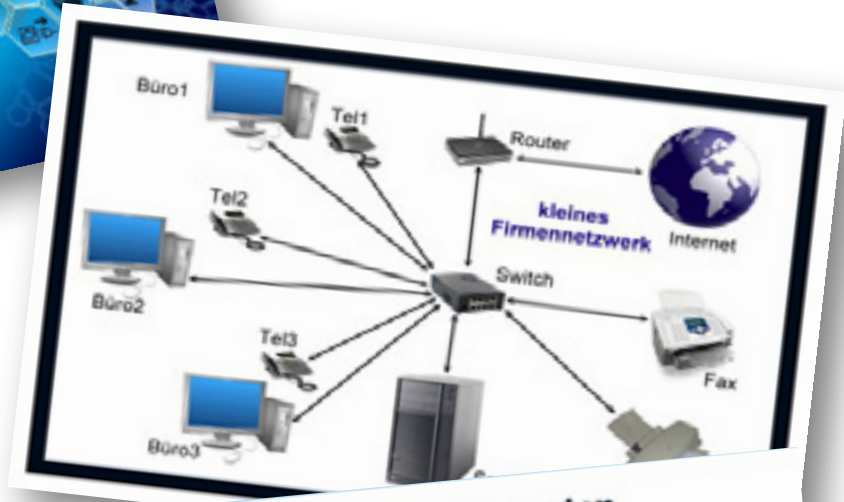 Büro1
Tel1
Router
Tel2
kleines
Firmennetzwerk
Internet
Büro2
Switch
Tel3
Fax
Büro3